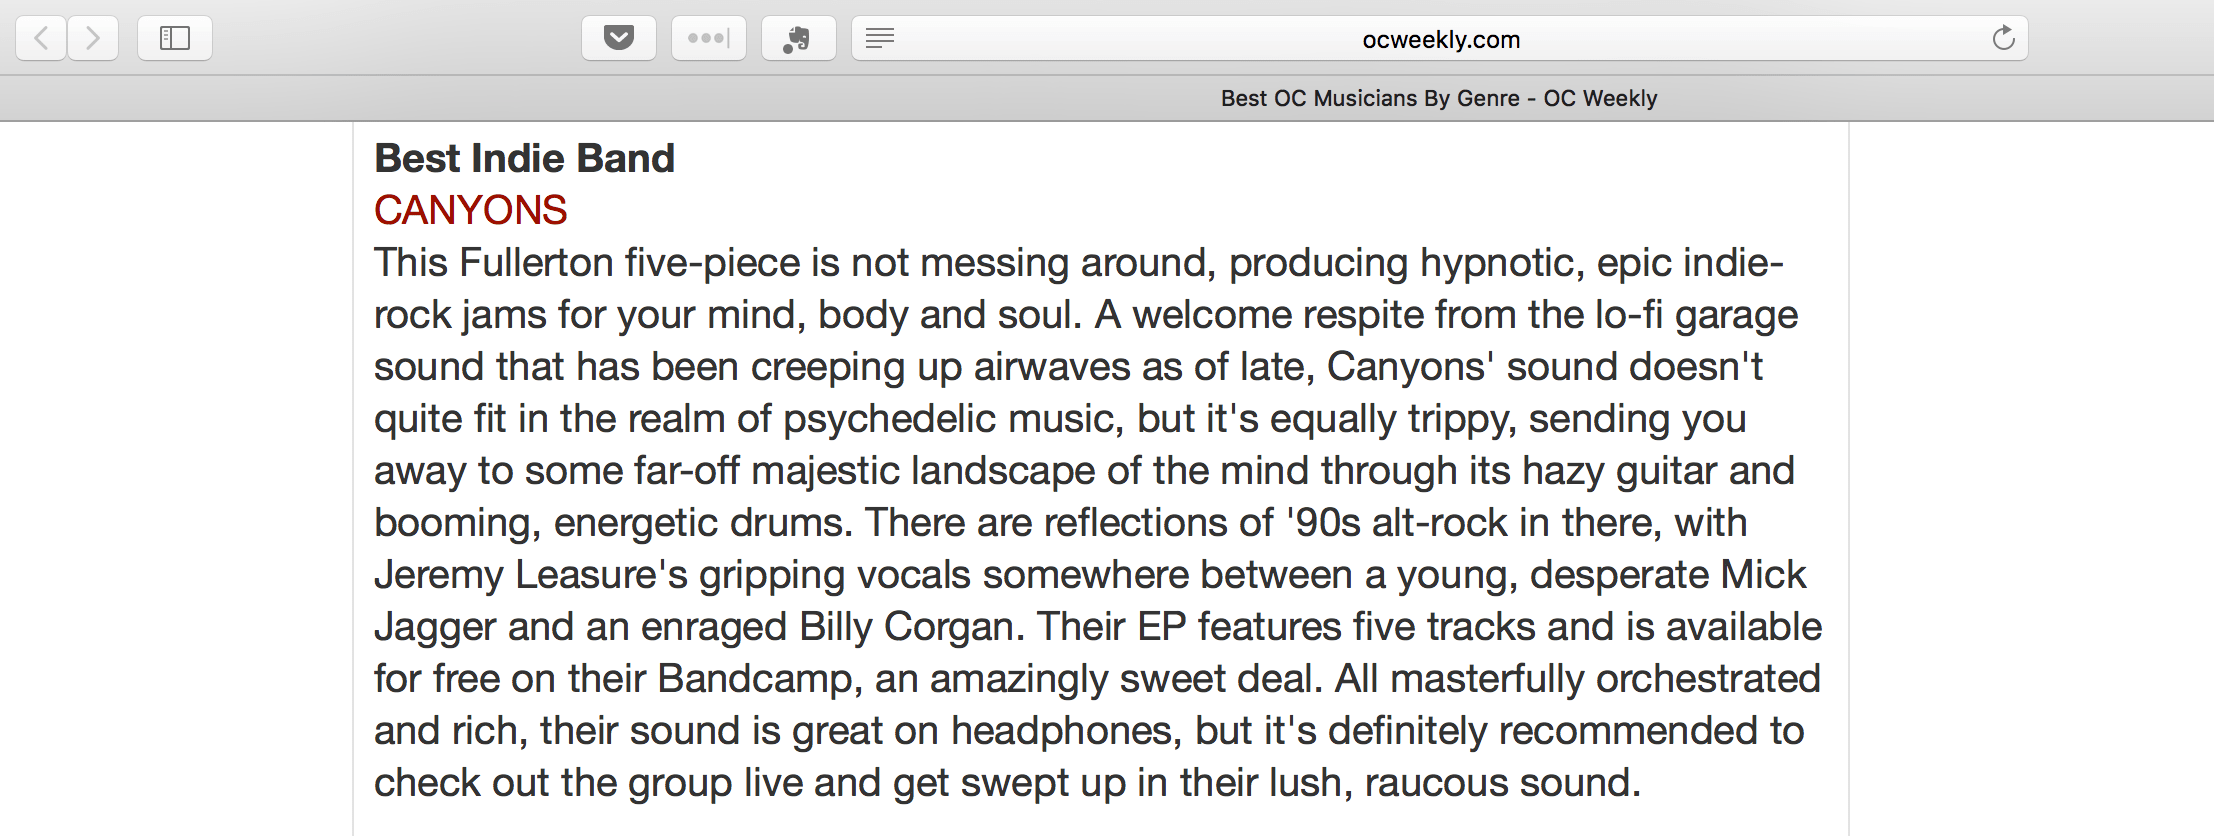 ocweekly.com
Best OC Musicians By Genre - OC Weekly
Best Indie Band
CANYONS
This Fullerton five-piece is not messing around, producing hypnotic, epic indie-
rock jams for your mind, body and soul. A welcome respite from the lo-fi garage
sound that has been creeping up airwaves as of late, Canyons' sound doesn't
quite fit in the realm of psychedelic music, but it's equally trippy, sending you
away to some far-off majestic landscape of the mind through its hazy guitar and
booming, energetic drums. There are reflections of '90s alt-rock in there, with
Jeremy Leasure's gripping vocals somewhere between a young, desperate Mick
Jagger and an enraged Billy Corgan. Their EP features five tracks and is available
for free on their Bandcamp, an amazingly sweet deal. All masterfully orchestrated
and rich, their sound is great on headphones, but it's definitely recommended to
check out the group live and get swept up in their lush, raucous sound.